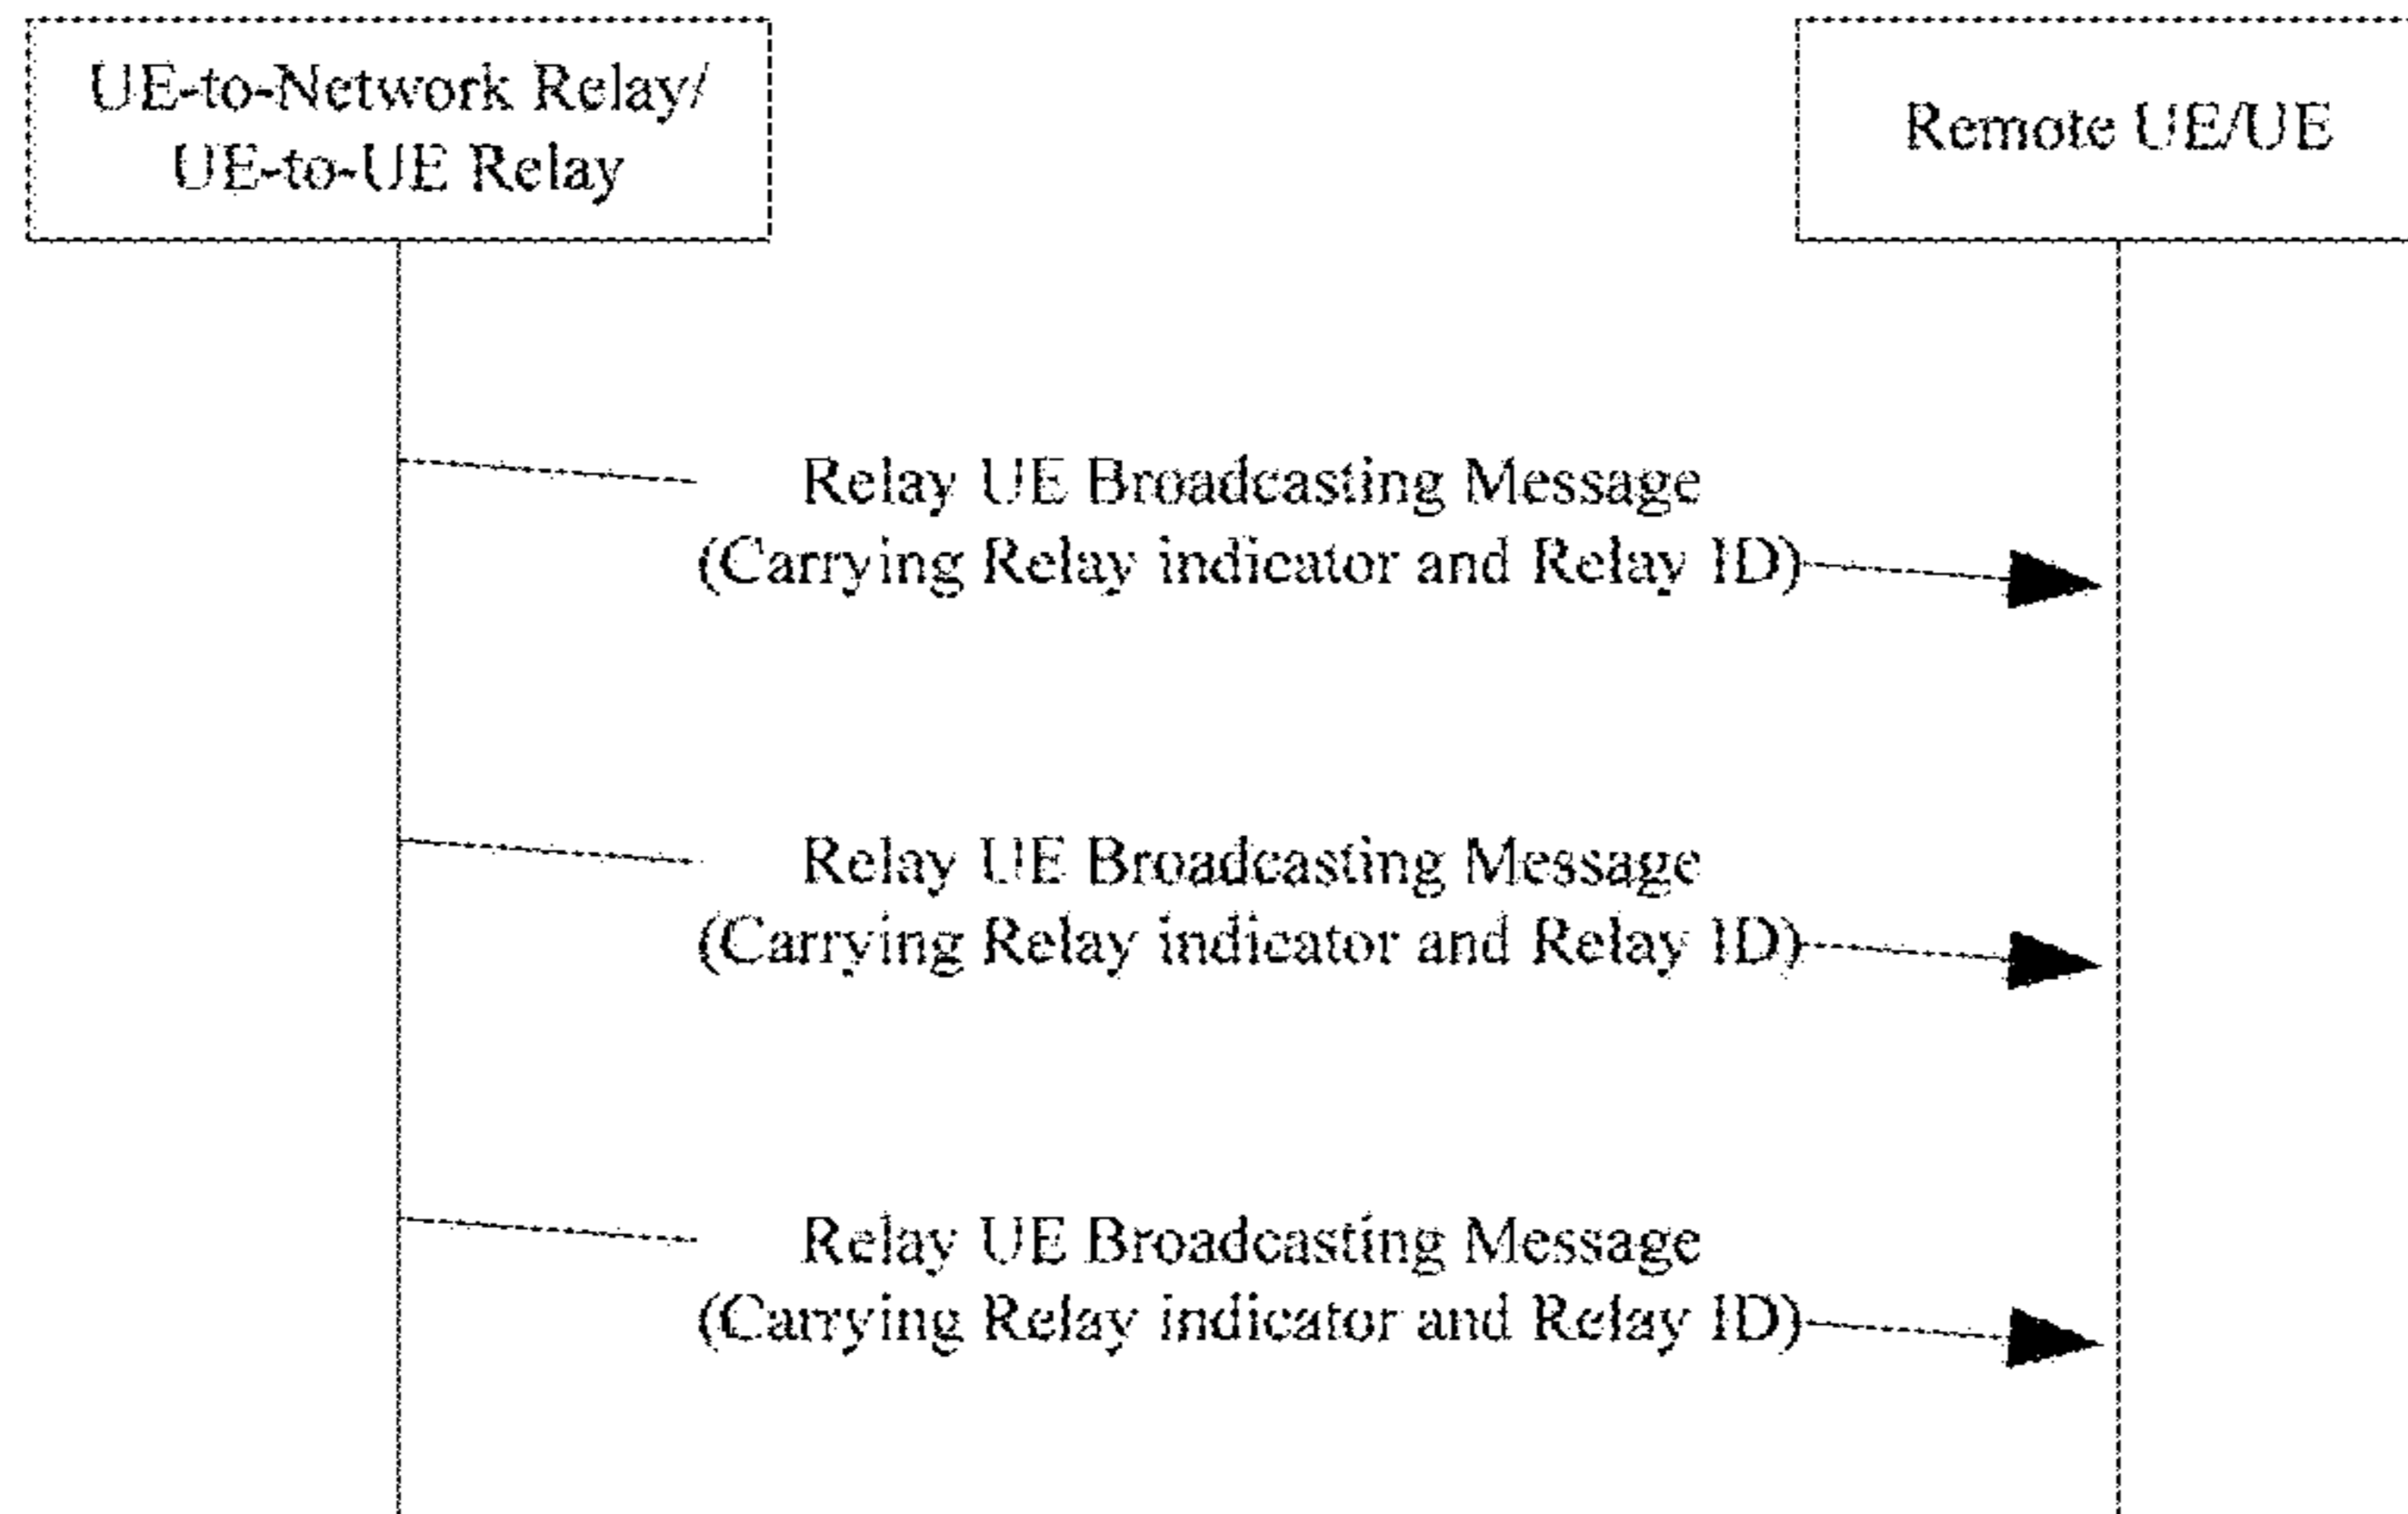 UE-to-Network Relay/
UE-to-UE Relay
Remote UE/UE
Relay UE Broadcasting Message
(Carrying Relay indicator and Relay ID)
Relay UE Broadcasting Message
(Carrying Relay indicator and Relay ID)
Relay UE Broadcasting Message
(Carrying Relay indicator and Relay ID)